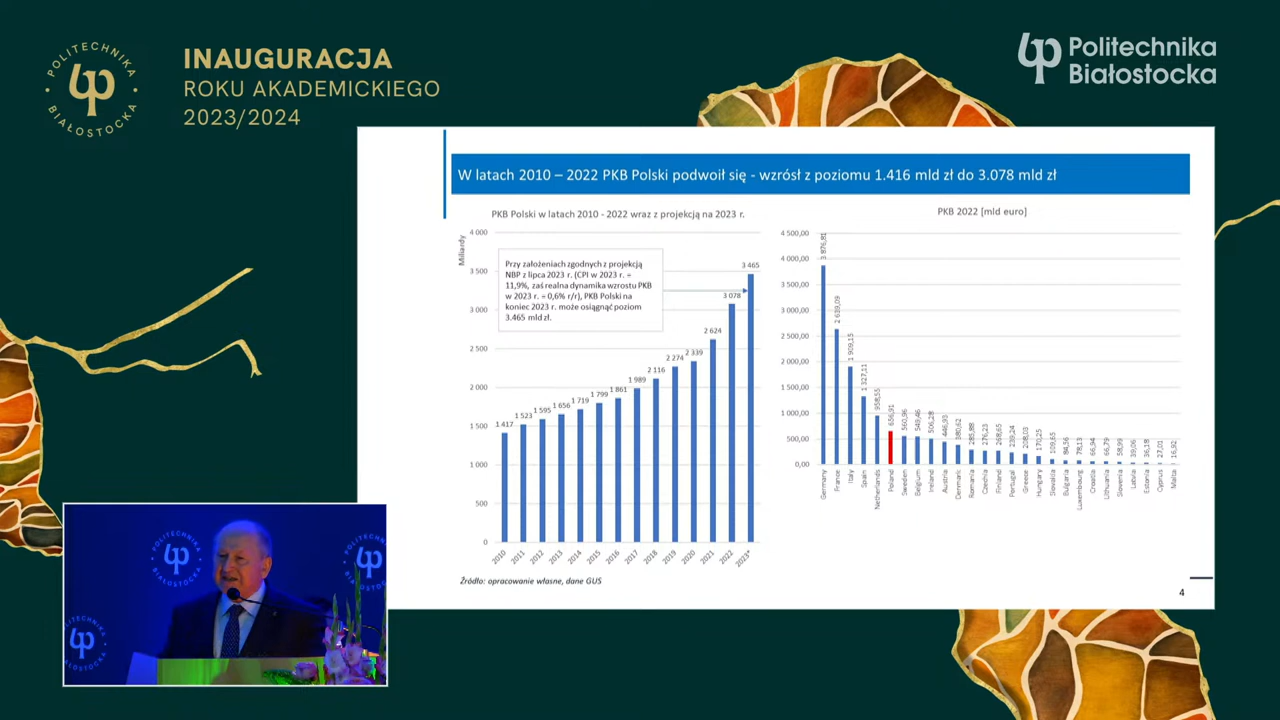 POLITECHNIKA BIAŁOSTOCKA
INAUGURACJA
ROKU AKADEMICKIEGO
2023/2024
Politechnika
Białostocka
W latach 2010 – 2022 PKB Polski podwoił się - wzrósł z poziomu 1.416 mld zł do 3.078 mld zł
PKB Polski w latach 2010 - 2022 wraz z projekcją na 2023 r.
Miliardy
4 000
3 500
3 000
2 500
2 000
1 500
1 000
500
0
Przy założeniach zgodnych z projekcją
NBP z lipca 2023 r. (CPI w 2023 r. =
11,9%, zaś realna dynamika wzrostu PKB
w 2023 r. = 0,6% r/r), PKB Polski na
koniec 2023 r. może osiągnąć poziom
3.465 mld zł.
1 417
1 523
1 595
1 656
1 719
1 799
1 861
1 989
2 116
2 274
2 339
2 624
3 078
3 465
2010
2011
2012
2013
2014
2015
2016
2017
2018
2019
2020
2021
2022
2023*
Źródło: opracowanie własne, dane GUS
PKB 2022 [mld euro]
4 500,00
4 000,00
3 500,00
3 000,00
2 500,00
2 000,00
1 500,00
1 000,00
500,00
0,00
3 876,81
2 639,09
1 909,15
1 327,11
958,55
656,91
560,96
549,46
506,28
446,93
380,62
285,88
276,23
268,65
239,24
208,03
170,25
109,65
84,56
78,13
66,94
66,79
58,99
39,06
36,18
27,01
16,92
Germany
France
Italy
Spain
Netherlands
Poland
Sweden
Belgium
Ireland
Austria
Denmark
Romania
Czechia
Finland
Portugal
Greece
Hungary
Slovakia
Bulgaria
Luxembourg
Croatia
Lithuania
Slovenia
Latvia
Estonia
Cyprus
Malta
4
POLITECHNIKA BIAŁOSTOCKA